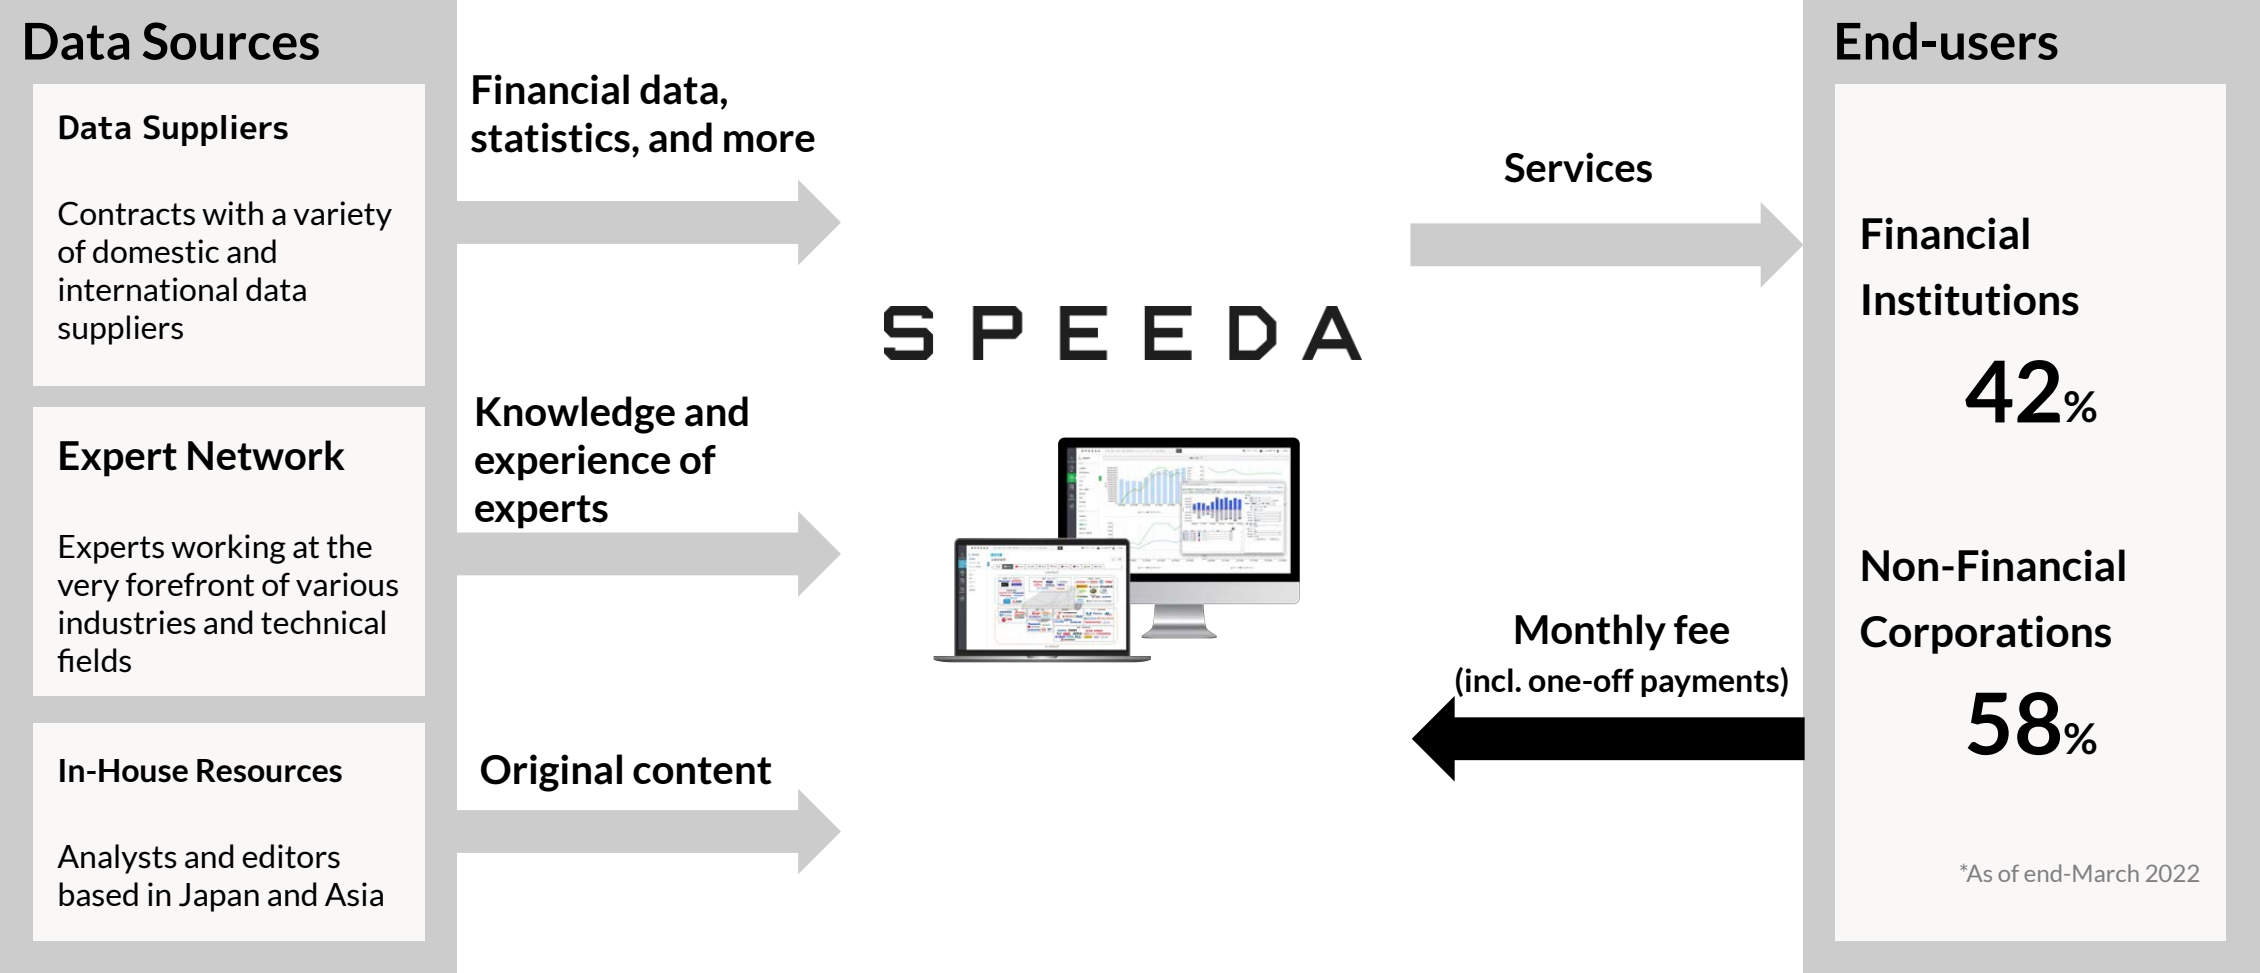 Data Sources
Data Suppliers
Contracts with a variety
of domestic and
international data
suppliers
Expert Network
Experts working at the
very forefront of various
industries and technical
fields
In-House Resources
Analysts and editors
based in Japan and Asia
Financial data,
statistics, and more
Knowledge and
experience of
experts
Original content
SPEEDA
Services
Monthly fee
(incl. one-off payments)
End-users
Financial
Institutions
42%
Non-Financial
Corporations
58%
*As of end-March 2022